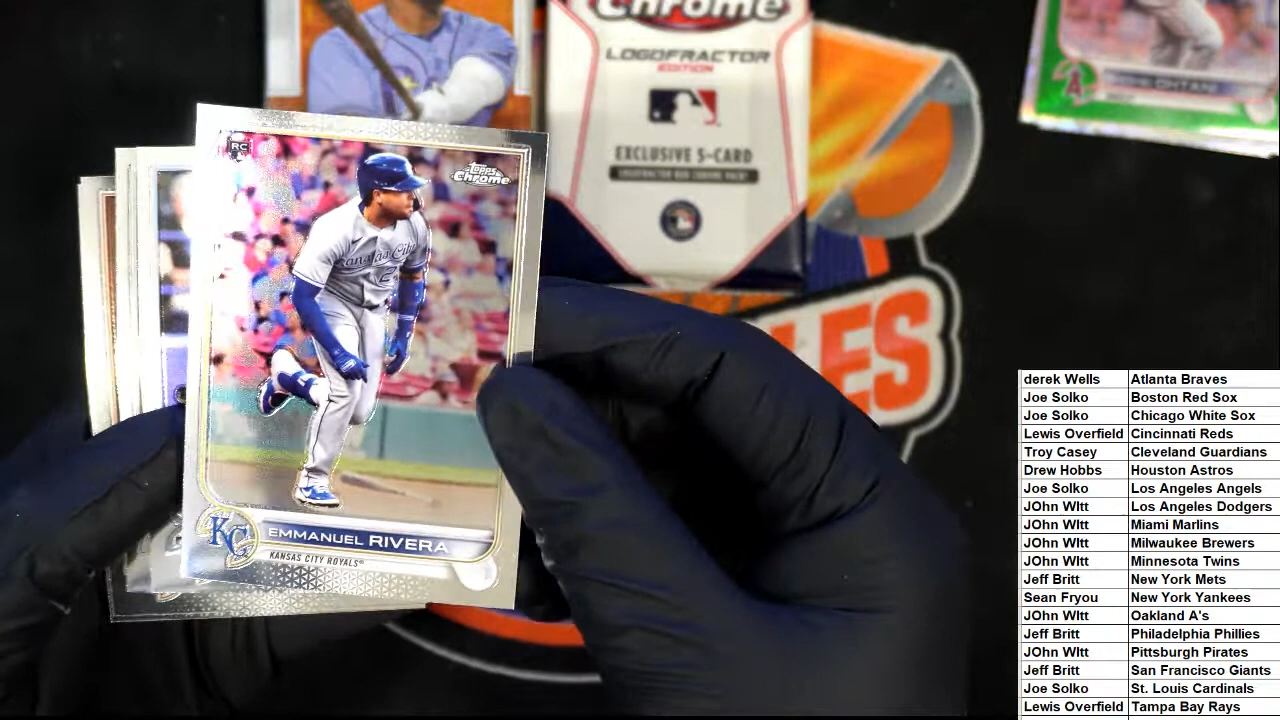 Chrome
LOGOFRACTOR
EDITION
EXCLUSIVE 5-CARD
OHTANI
RC
Topps
Chrome
Kansas City
2
KC
EMMANUEL RIVERA
KANSAS CITY ROYALS®
LES
derek Wells Atlanta Braves
Joe Solko Boston Red Sox
Joe Solko Chicago White Sox
Lewis Overfield Cincinnati Reds
Troy Casey Cleveland Guardians
Drew Hobbs Houston Astros
Joe Solko Los Angeles Angels
JOhn WItt Los Angeles Dodgers
JOhn WItt Miami Marlins
JOhn WItt Milwaukee Brewers
JOhn WItt Minnesota Twins
Jeff Britt New York Mets
Sean Fryou New York Yankees
JOhn WItt Oakland A's
Jeff Britt Philadelphia Phillies
JOhn WItt Pittsburgh Pirates
Jeff Britt San Francisco Giants
Joe Solko St. Louis Cardinals
Lewis Overfield Tampa Bay Rays